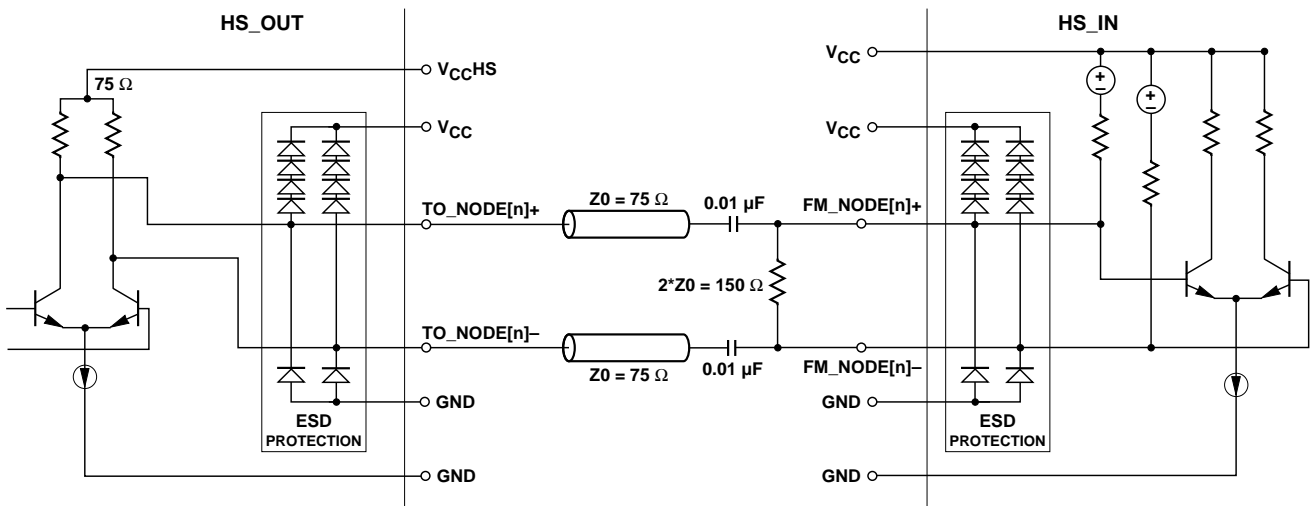 HS_OUT
HS_IN
75 Ω
VCCHS
VCC
VCC
VCC
TO_NODE[n]+
Z0 = 75 Ω
0.01 µF
FM_NODE[n]+
2*Z0 = 150 Ω
TO_NODE[n]–
Z0 = 75 Ω
0.01 µF
FM_NODE[n]–
GND
GND
ESD
PROTECTION
ESD
PROTECTION
GND
GND
+
–
+
–